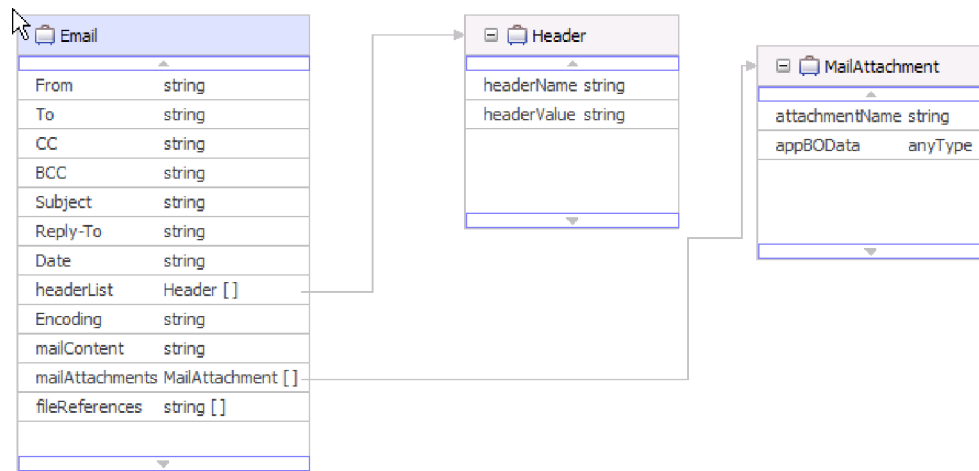 Email
From string
To string
CC string
BCC string
Subject string
Reply-To string
Date string
headerList Header [ ]
Encoding string
mailContent string
mailAttachments MailAttachment [ ]
fileReferences string [ ]
Header
headerName string
headerValue string
MailAttachment
attachmentName string
appBOData anyType